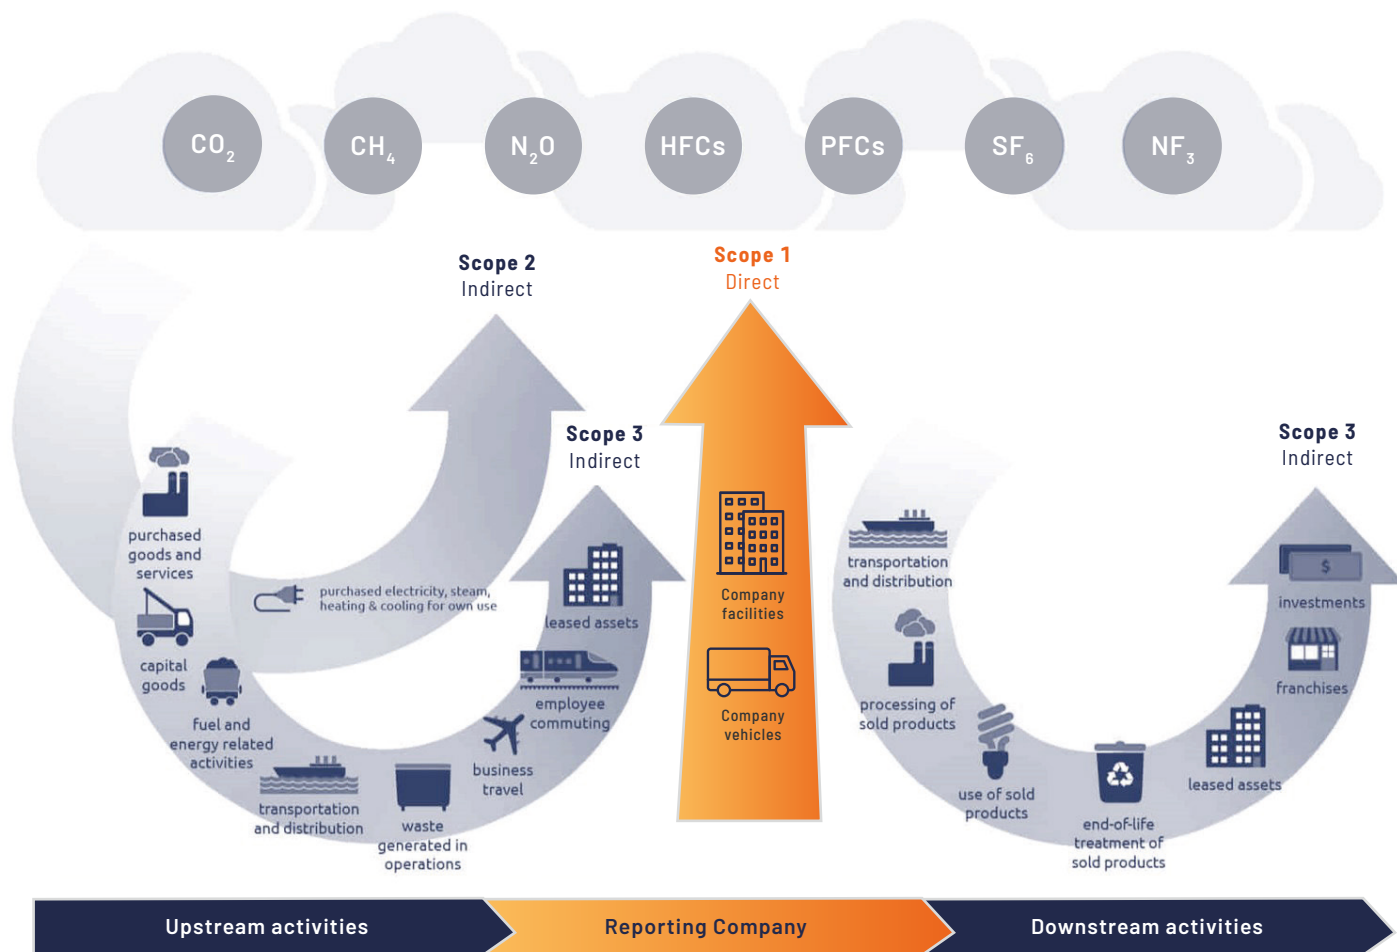 CO₂
CH₄
N₂O
HFCs
PFCs
SF₆
NF₃
Scope 2
Indirect
Scope 1
Direct
Scope 3
Indirect
Scope 3
Indirect
purchased
goods and
services
capital
goods
fuel and
energy related
activities
transportation
and distribution
waste
generated in
operations
business
travel
employee
commuting
leased assets
purchased electricity, steam,
heating & cooling for own use
Company
facilities
Company
vehicles
transportation
and distribution
processing of
sold products
use of sold
products
end-of-life
treatment of
sold products
leased assets
franchises
$
investments
Upstream activities
Reporting Company
Downstream activities